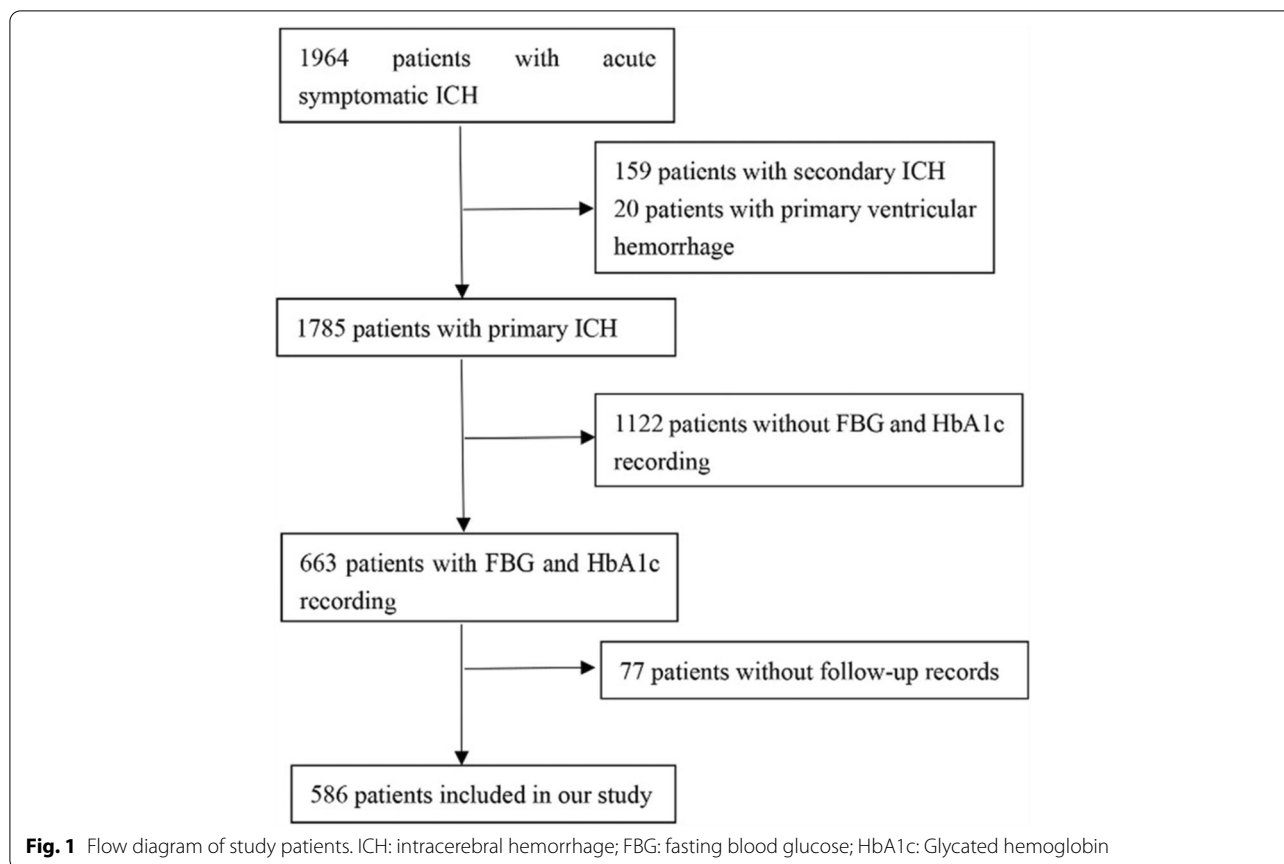 1964 patients with acute
symptomatic ICH
159 patients with secondary ICH
20 patients with primary ventricular
hemorrhage
1785 patients with primary ICH
1122 patients without FBG and HbA1c
recording
663 patients with FBG and HbA1c
recording
77 patients without follow-up records
586 patients included in our study
Fig. 1 Flow diagram of study patients. ICH: intracerebral hemorrhage; FBG: fasting blood glucose; HbA1c: Glycated hemoglobin